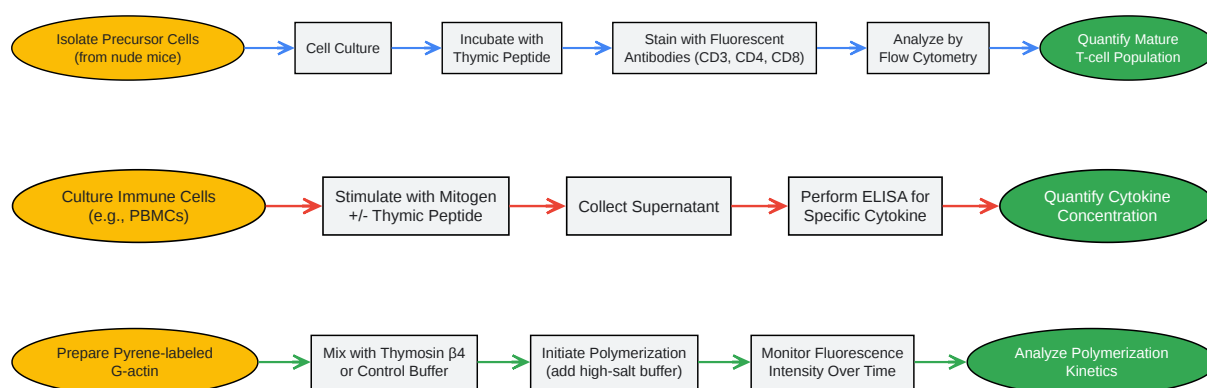 Isolate Precursor Cells
(from nude mice)
Cell Culture
Incubate with
Thymic Peptide
Stain with Fluorescent
Antibodies (CD3, CD4, CD8)
Analyze by
Flow Cytometry
Quantify Mature
T-cell Population
Culture Immune Cells
(e.g., PBMCs)
Stimulate with Mitogen
+/- Thymic Peptide
Collect Supernatant
Perform ELISA for
Specific Cytokine
Quantify Cytokine
Concentration
Prepare Pyrene-labeled
G-actin
Mix with Thymosin β4
or Control Buffer
Initiate Polymerization
(add high-salt buffer)
Monitor Fluorescence
Intensity Over Time
Analyze Polymerization
Kinetics